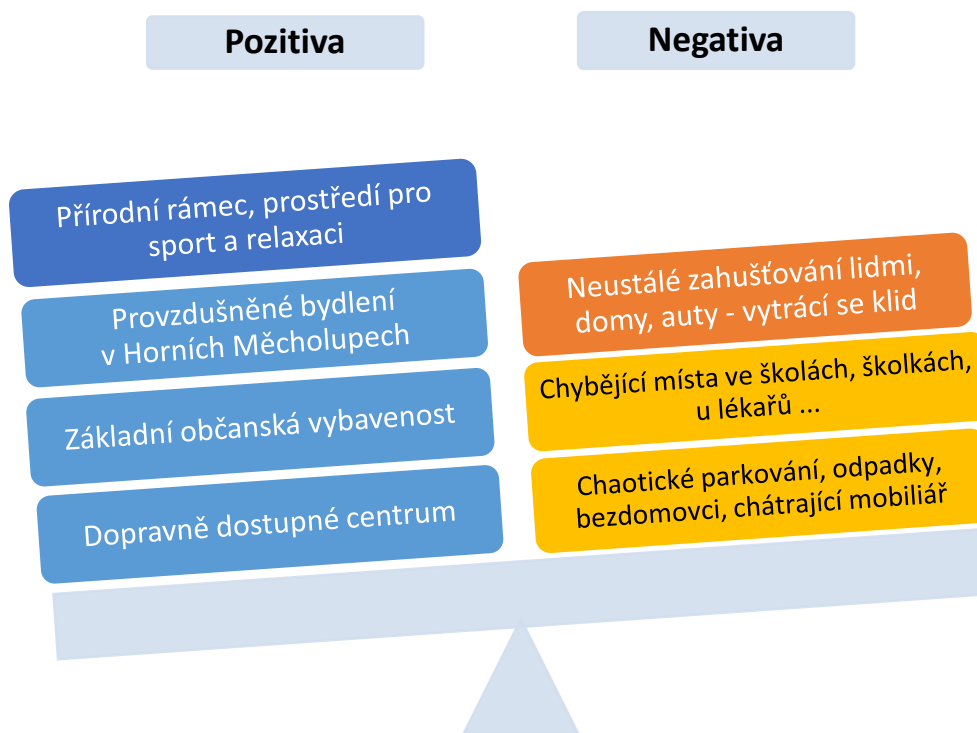 Pozitiva
Přírodní rámec, prostředí pro
sport a relaxaci
Provzdušněné bydlení
v Horních Měcholupech
Základní občanská vybavenost
Dopravně dostupné centrum
Negativa
Neustálé zahušťování lidmi,
domy, auty - vytrácí se klid
Chybějící místa ve školách, školkách,
u lékařů ...
Chaotické parkování, odpadky,
bezdomovci, chátrající mobiliář